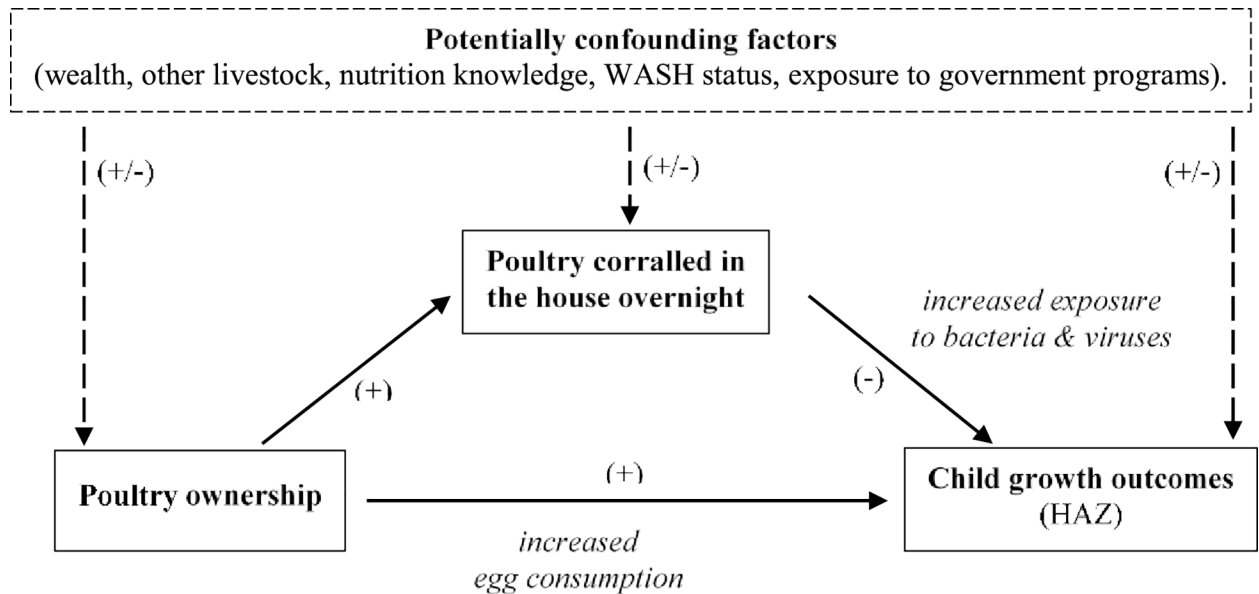 Potentially confounding factors
(wealth, other livestock, nutrition knowledge, WASH status, exposure to government programs).
(+/-)
(+/-)
(+/-)
Poultry corralled in
the house overnight
increased exposure
to bacteria & viruses
(+)
(-)
Poultry ownership
(+)
Child growth outcomes
(HAZ)
increased
egg consumption